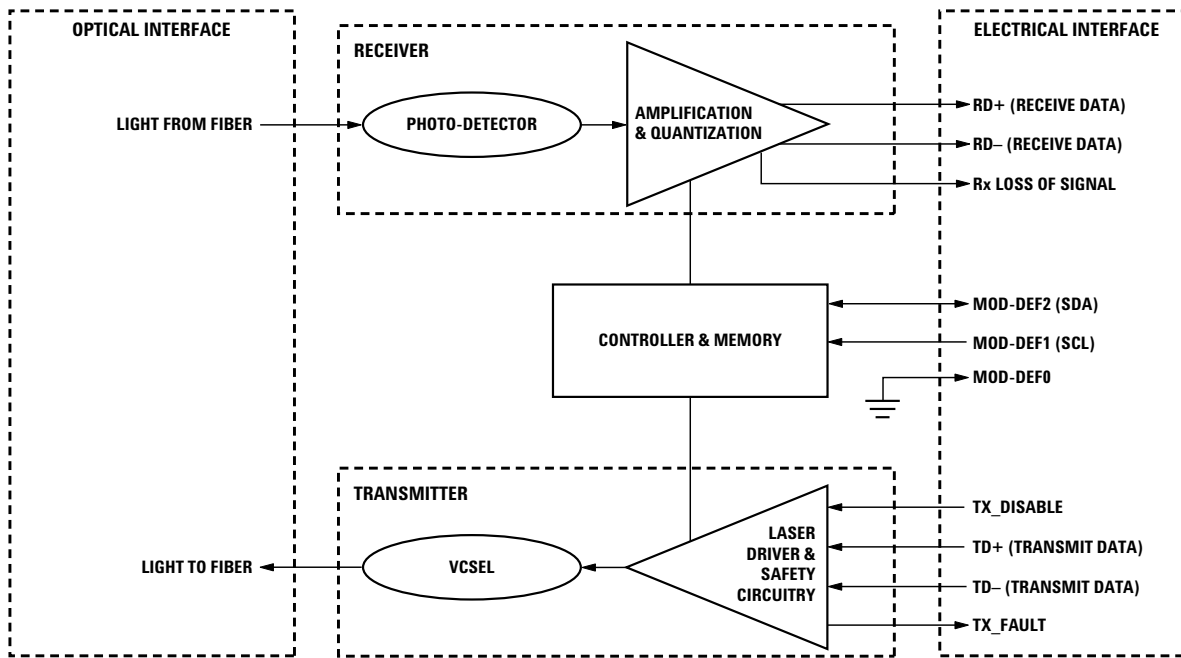 OPTICAL INTERFACE
RECEIVER
ELECTRICAL INTERFACE
LIGHT FROM FIBER
PHOTO-DETECTOR
AMPLIFICATION
& QUANTIZATION
RD+ (RECEIVE DATA)
RD– (RECEIVE DATA)
Rx LOSS OF SIGNAL
CONTROLLER & MEMORY
MOD-DEF2 (SDA)
MOD-DEF1 (SCL)
MOD-DEF0
TRANSMITTER
LIGHT TO FIBER
VCSEL
LASER
DRIVER &
SAFETY
CIRCUITRY
TX_DISABLE
TD+ (TRANSMIT DATA)
TD– (TRANSMIT DATA)
TX_FAULT